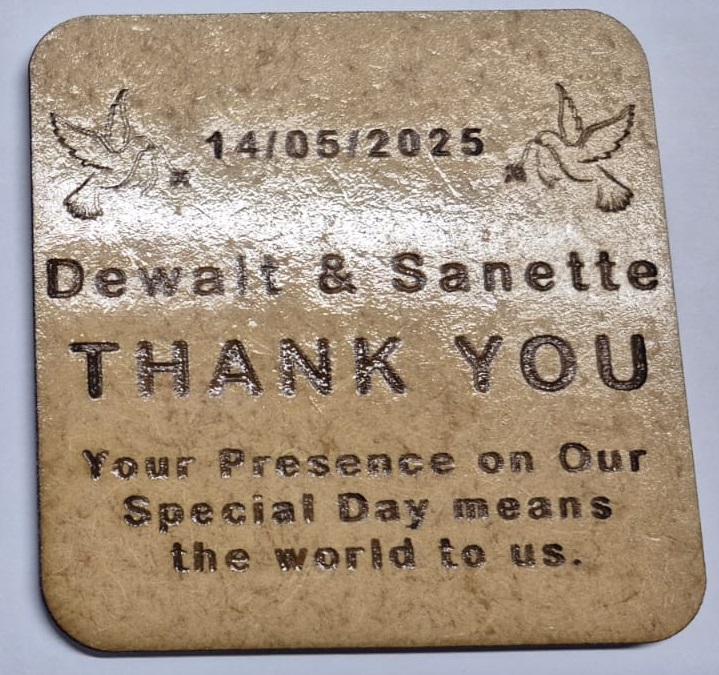 14/05/2025
Dewalt & Sanette
THANK YOU
Your Presence on Our
Special Day means
the world to us.